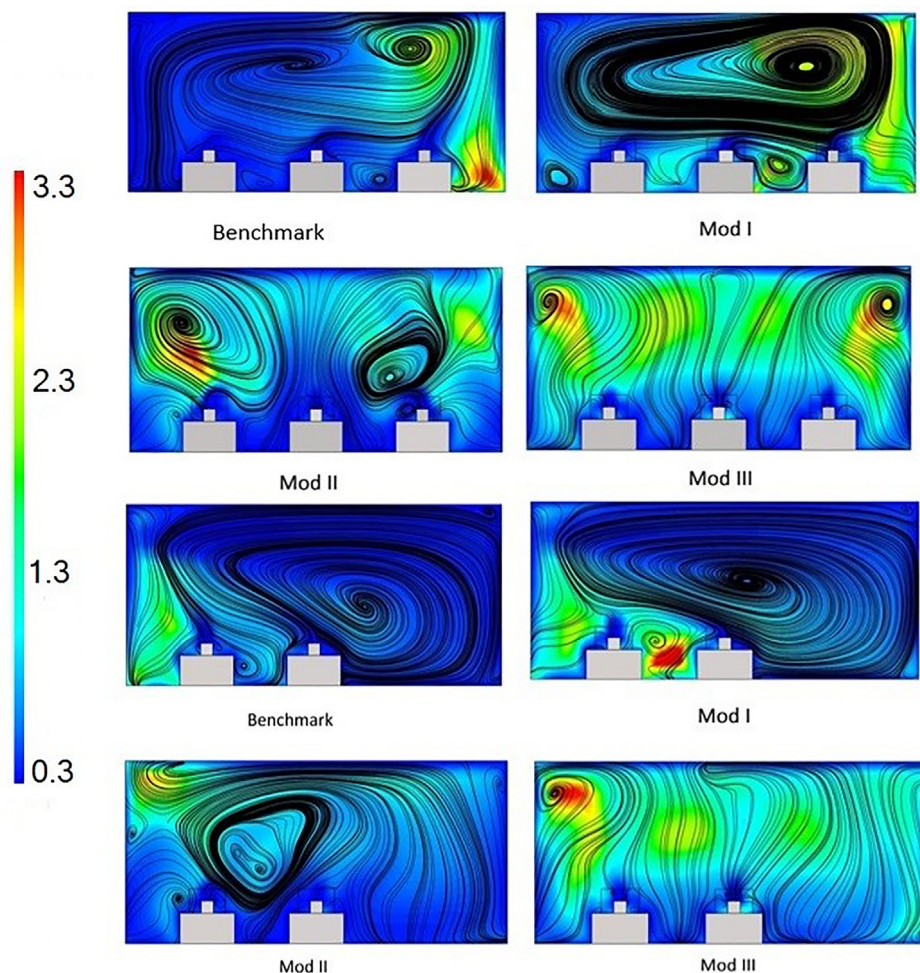 Benchmark
Mod I
3.3
2.3
1.3
0.3
Mod II
Mod III
Benchmark
Mod I
Mod II
Mod III